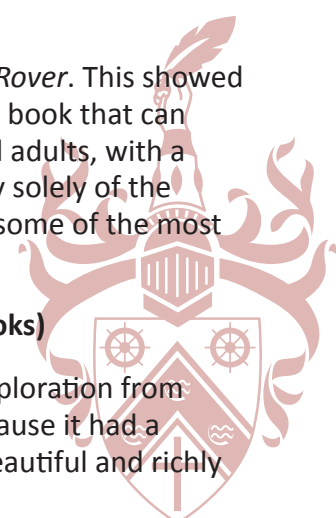 Rover. This showed
book that can
adults, with a
solely of the
some of the most
oks)
ploration from
ause it had a
eautiful and richly